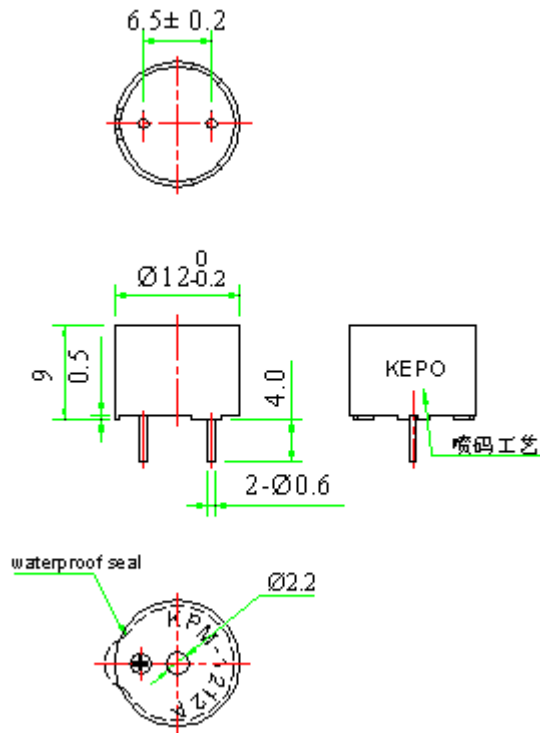 6.5± 0.2
Ø12 0 -0.2
9
0.5
4.0
2-Ø0.6
KEPO
喷码工艺
waterproof seal
Ø2.2
KPM-1212A